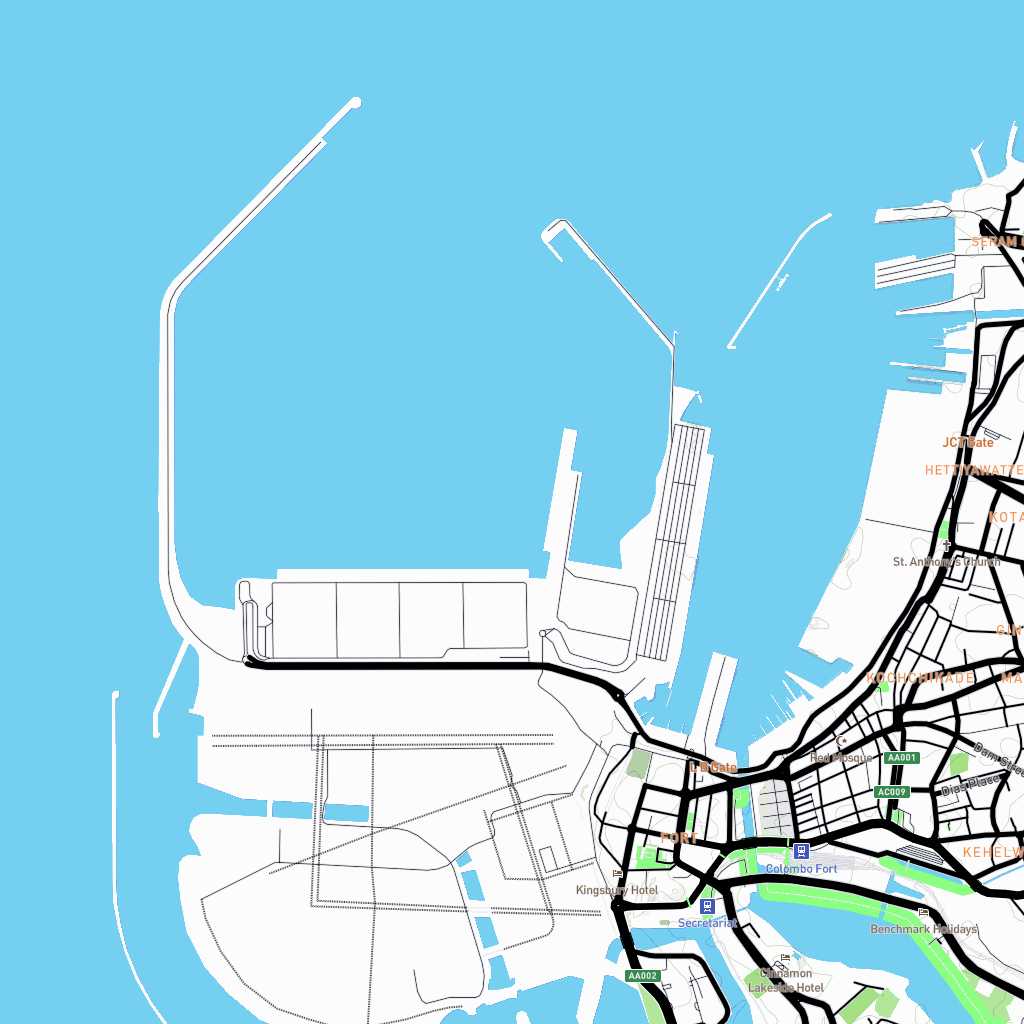 SERAM
JCT Gate
HETTIYAWATTE
KOTA
St. Anthony's Church
GIN
KOCHCHIKADE
MA
Red Mosque
Dam Street
AA001
L B Gate
Dias Place
AC009
FORT
KEHELW
Colombo Fort
Kingsbury Hotel
Secretariat
Benchmark Holidays
AA002
Cinnamon
Lakeside Hotel